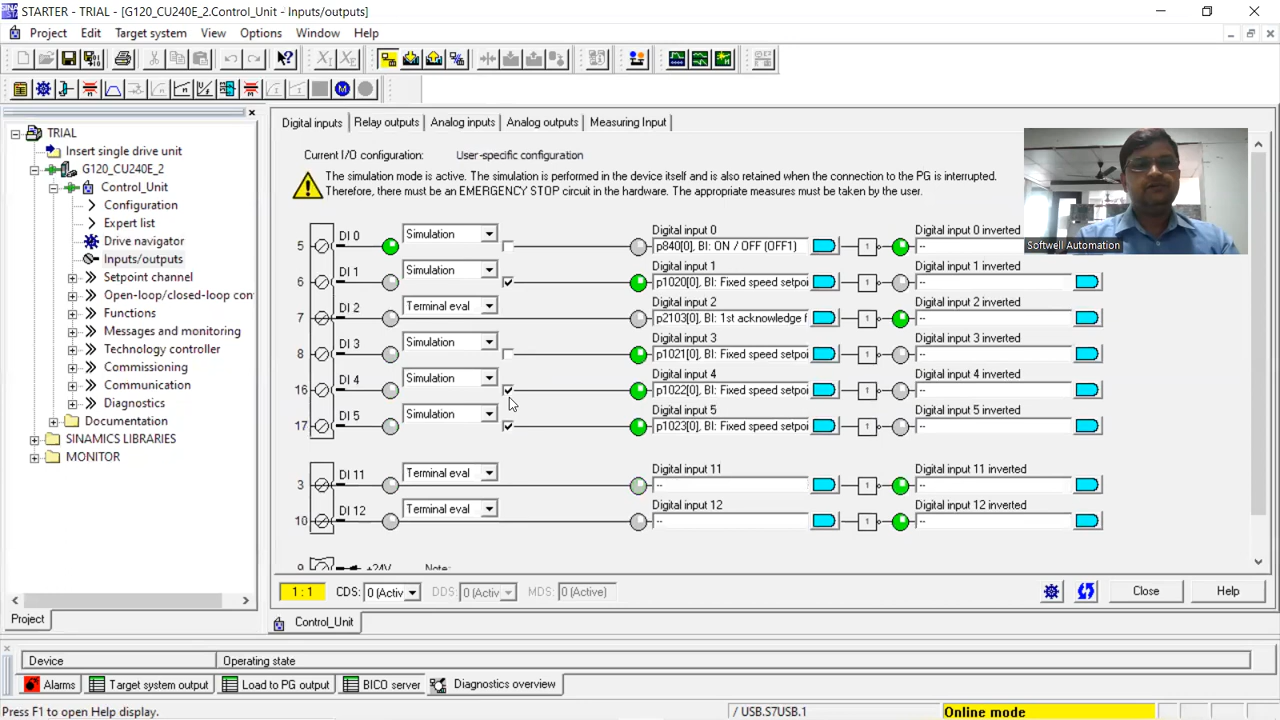 STARTER - TRIAL - [G120_CU240E_2.Control_Unit - Inputs/outputs]
Project Edit Target system View Options Window Help
TRIAL
Insert single drive unit
G120_CU240E_2
Control_Unit
Configuration
Expert list
Drive navigator
Inputs/outputs
Setpoint channel
Open-loop/closed-loop con
Functions
Messages and monitoring
Technology controller
Commissioning
Communication
Diagnostics
Documentation
SINAMICS LIBRARIES
MONITOR
Project
Digital inputs Relay outputs Analog inputs Analog outputs Measuring Input
Current I/O configuration: User-specific configuration
The simulation mode is active. The simulation is performed in the device itself and is also retained when the connection to the PG is interrupted.
Therefore, there must be an EMERGENCY STOP circuit in the hardware. The appropriate measures must be taken by the user.
Softwell Automation
DI 0 Simulation Digital input 0 Digital input 0 inverted
5 p840[0], BI: ON / OFF (OFF1) 1 --
DI 1 Simulation Digital input 1 Digital input 1 inverted
6 p1020[0], BI: Fixed speed setpoi 1 --
DI 2 Terminal eval Digital input 2 Digital input 2 inverted
7 p2103[0], BI: 1st acknowledge f 1 --
DI 3 Simulation Digital input 3 Digital input 3 inverted
8 p1021[0], BI: Fixed speed setpoi 1 --
DI 4 Simulation Digital input 4 Digital input 4 inverted
16 p1022[0], BI: Fixed speed setpoi 1 --
DI 5 Simulation Digital input 5 Digital input 5 inverted
17 p1023[0], BI: Fixed speed setpoi 1 --
DI 11 Terminal eval Digital input 11 Digital input 11 inverted
3 -- 1 --
DI 12 Terminal eval Digital input 12 Digital input 12 inverted
10 -- 1 --
9 +24V Note:
1 : 1 CDS: 0 (Activ DDS: 0 (Activ MDS: 0 (Active) Close Help
Control_Unit
Device Operating state
Alarms Target system output Load to PG output BICO server Diagnostics overview
Press F1 to open Help display. / USB.S7USB.1 Online mode